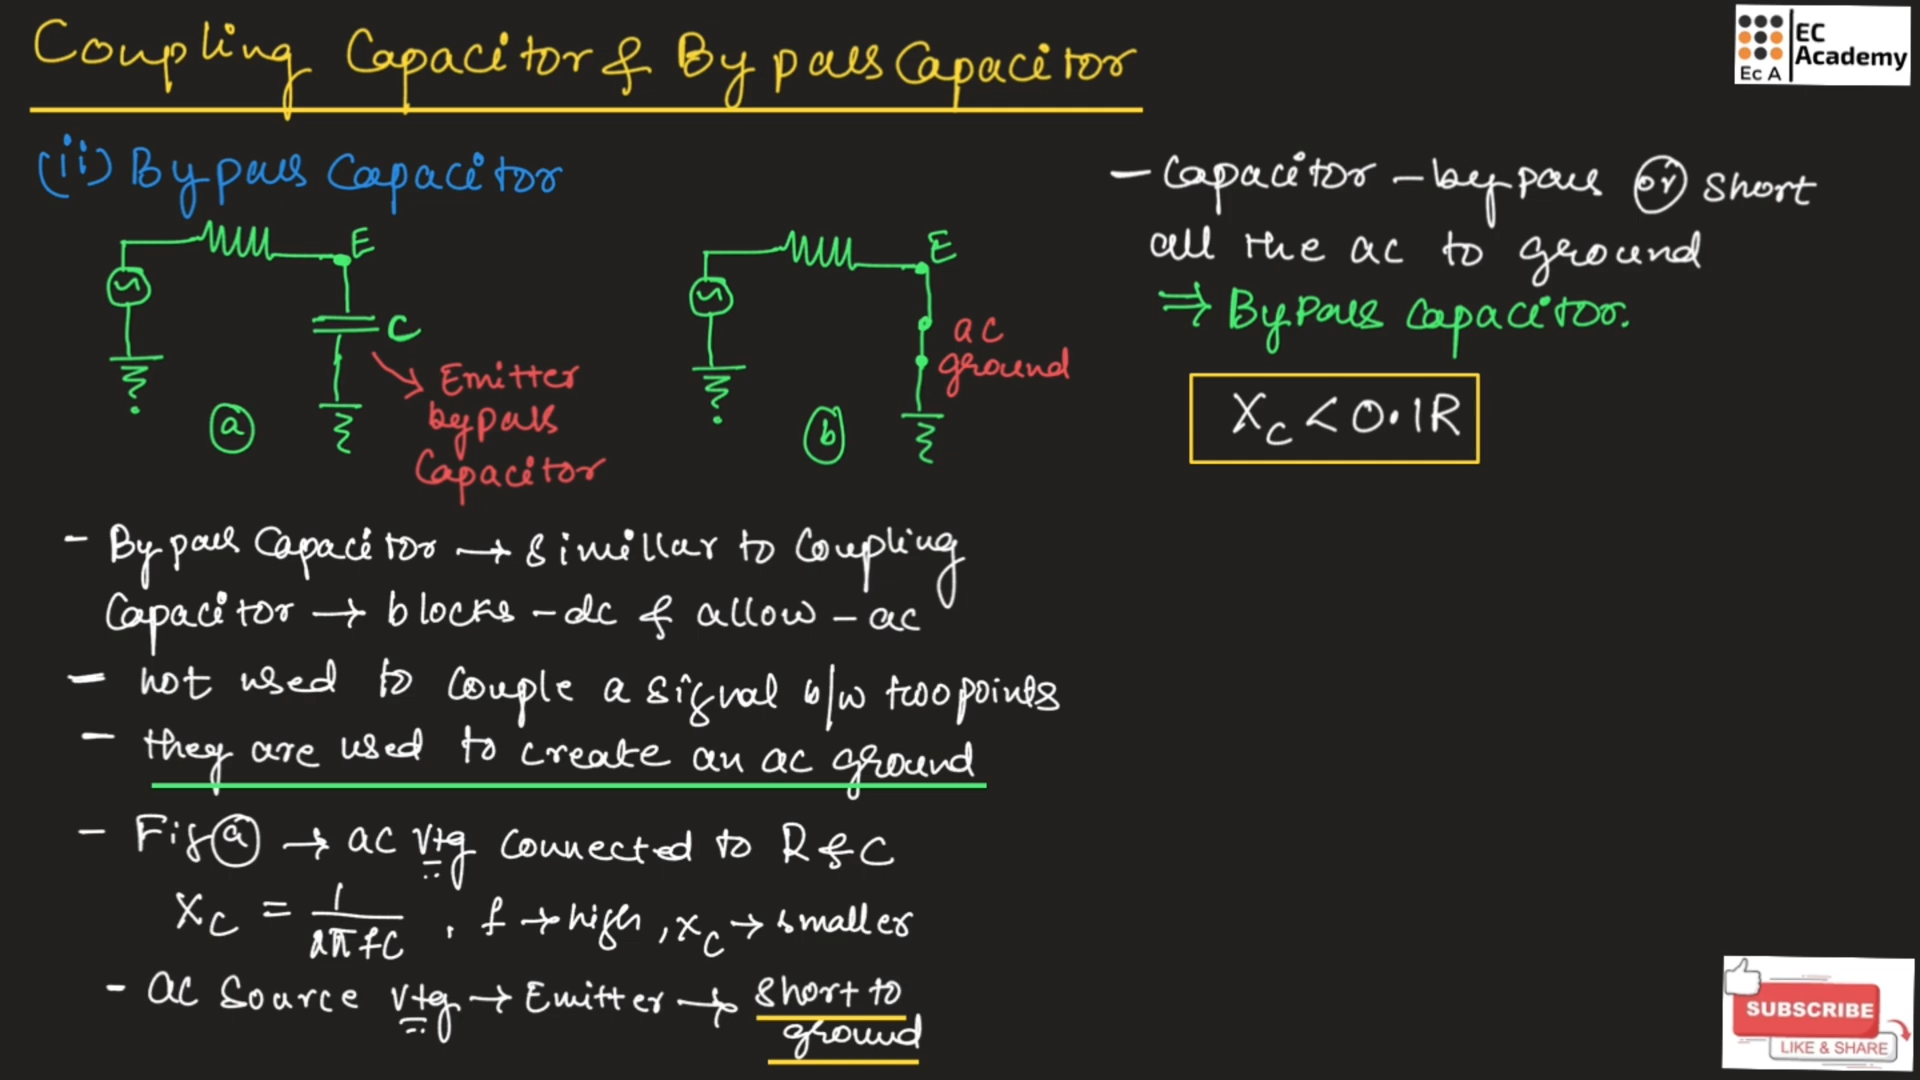 Coupling Capacitor & Bypass Capacitor
EC
Academy
Ec A
(ii) Bypass Capacitor
E
C
Emitter
bypass
Capacitor
a
E
ac
ground
b
- Capacitor - bypass or short
all the ac to ground
⇒ Bypass capacitor.
Xc < 0.1R
- Bypass Capacitor → simillar to coupling
Capacitor → blocks - dc & allow - ac
- not used to couple a signal b/w two points
- they are used to create an ac ground
- Fig a → ac vtg connected to R & C
Xc = 1/2πfC , f → high, xc → smaller
- ac source vtg → Emitter → short to
ground
SUBSCRIBE
LIKE & SHARE